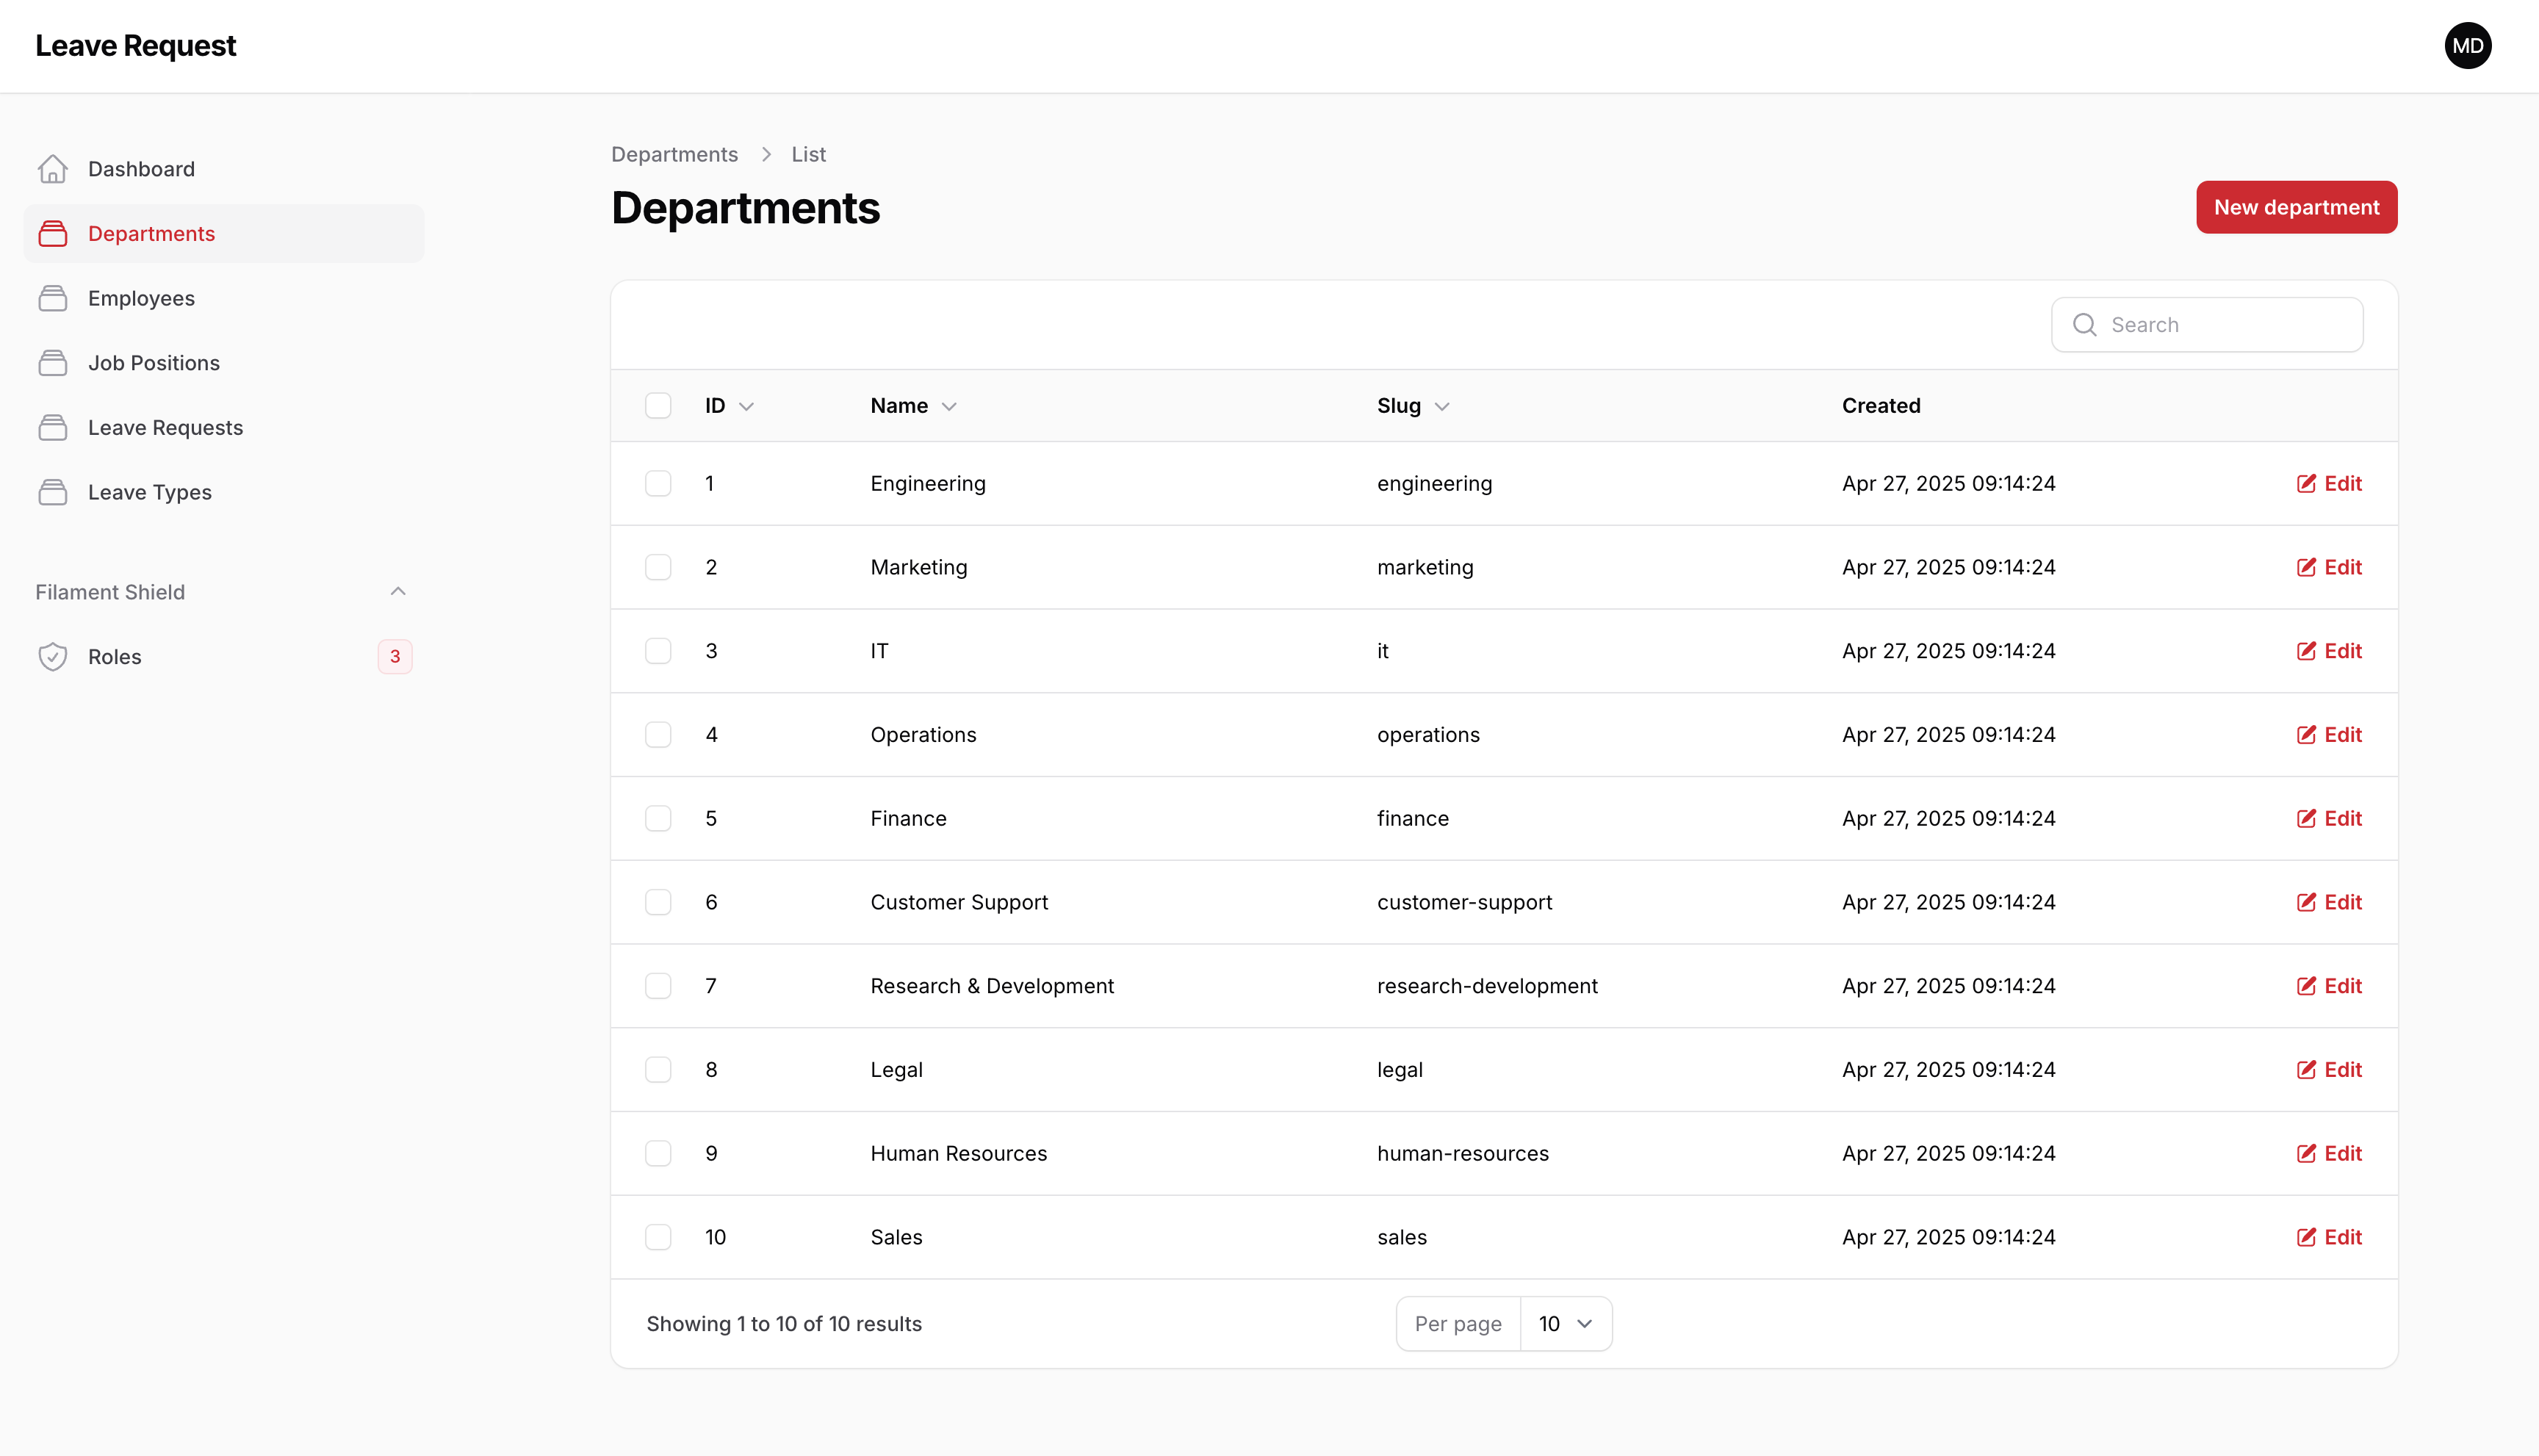 Leave Request
MD
Dashboard
Departments
Employees
Job Positions
Leave Requests
Leave Types
Filament Shield
Roles 3
Departments > List
Departments
New department
Search
ID Name Slug Created
1 Engineering engineering Apr 27, 2025 09:14:24 Edit
2 Marketing marketing Apr 27, 2025 09:14:24 Edit
3 IT it Apr 27, 2025 09:14:24 Edit
4 Operations operations Apr 27, 2025 09:14:24 Edit
5 Finance finance Apr 27, 2025 09:14:24 Edit
6 Customer Support customer-support Apr 27, 2025 09:14:24 Edit
7 Research & Development research-development Apr 27, 2025 09:14:24 Edit
8 Legal legal Apr 27, 2025 09:14:24 Edit
9 Human Resources human-resources Apr 27, 2025 09:14:24 Edit
10 Sales sales Apr 27, 2025 09:14:24 Edit
Showing 1 to 10 of 10 results
Per page 10